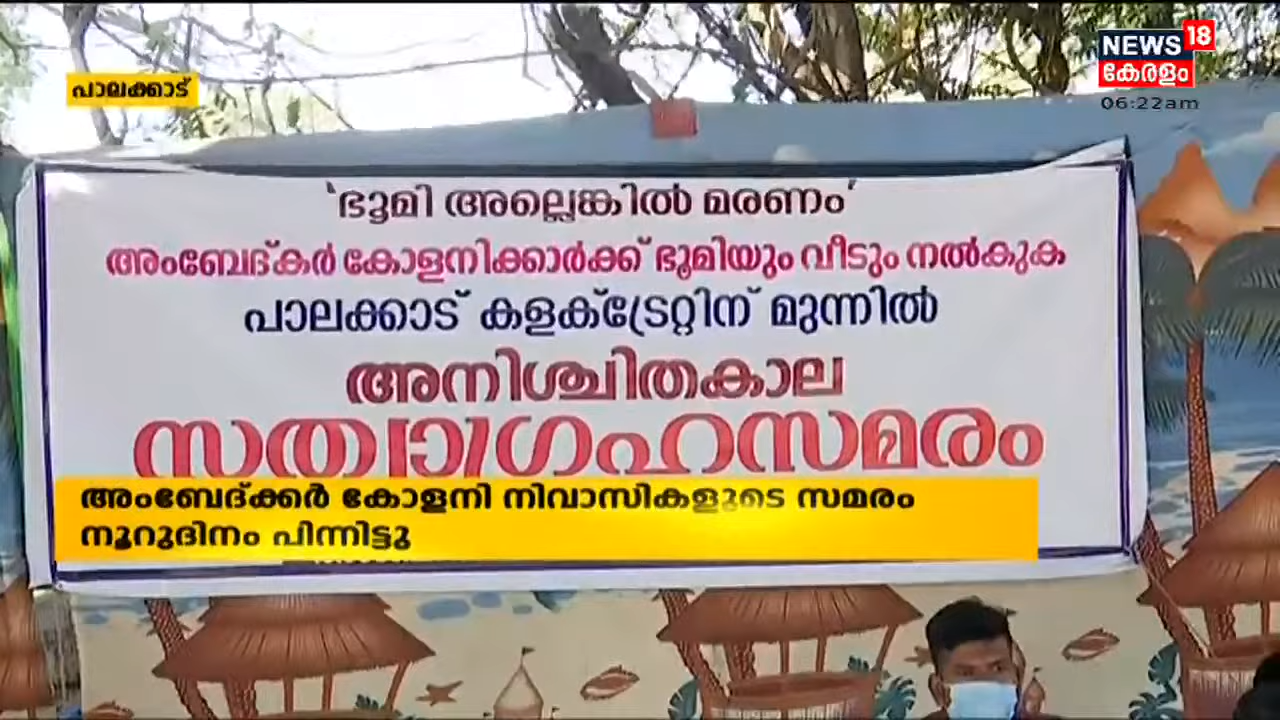 NEWS 18
കേരളം
06:22am
പാലക്കാട്
'ഭൂമി അല്ലെങ്കിൽ മരണം'
അംബേദ്കർ കോളനിക്കാർക്ക് ഭൂമിയും വീടും നൽകുക
പാലക്കാട് കളക്ട്രേറ്റിന് മുന്നിൽ
അനിശ്ചിതകാല
സത്യാഗ്രഹസമരം
അംബേദ്ക്കർ കോളനി നിവാസികളുടെ സമരം
നൂറുദിനം പിന്നിട്ടു